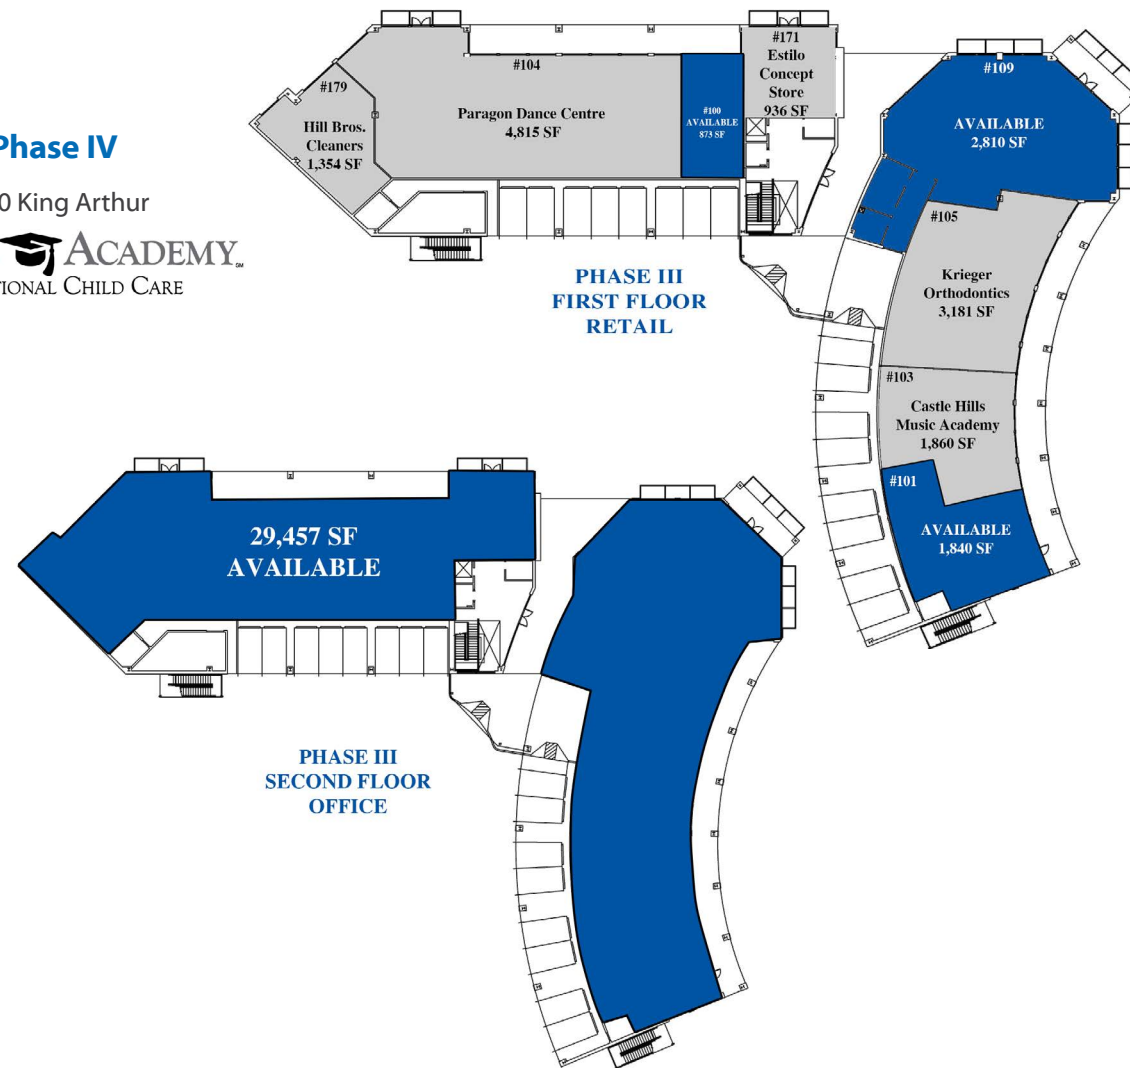 Phase IV
0 King Arthur
ACADEMY
SM
TIONAL CHILD CARE
#179
Hill Bros.
Cleaners
1,354 SF
#104
Paragon Dance Centre
4,815 SF
#100
AVAILABLE
873 SF
#171
Estilo
Concept
Store
936 SF
#109
AVAILABLE
2,810 SF
#105
Krieger
Orthodontics
3,181 SF
#103
Castle Hills
Music Academy
1,860 SF
#101
AVAILABLE
1,840 SF
PHASE III
FIRST FLOOR
RETAIL
29,457 SF
AVAILABLE
PHASE III
SECOND FLOOR
OFFICE